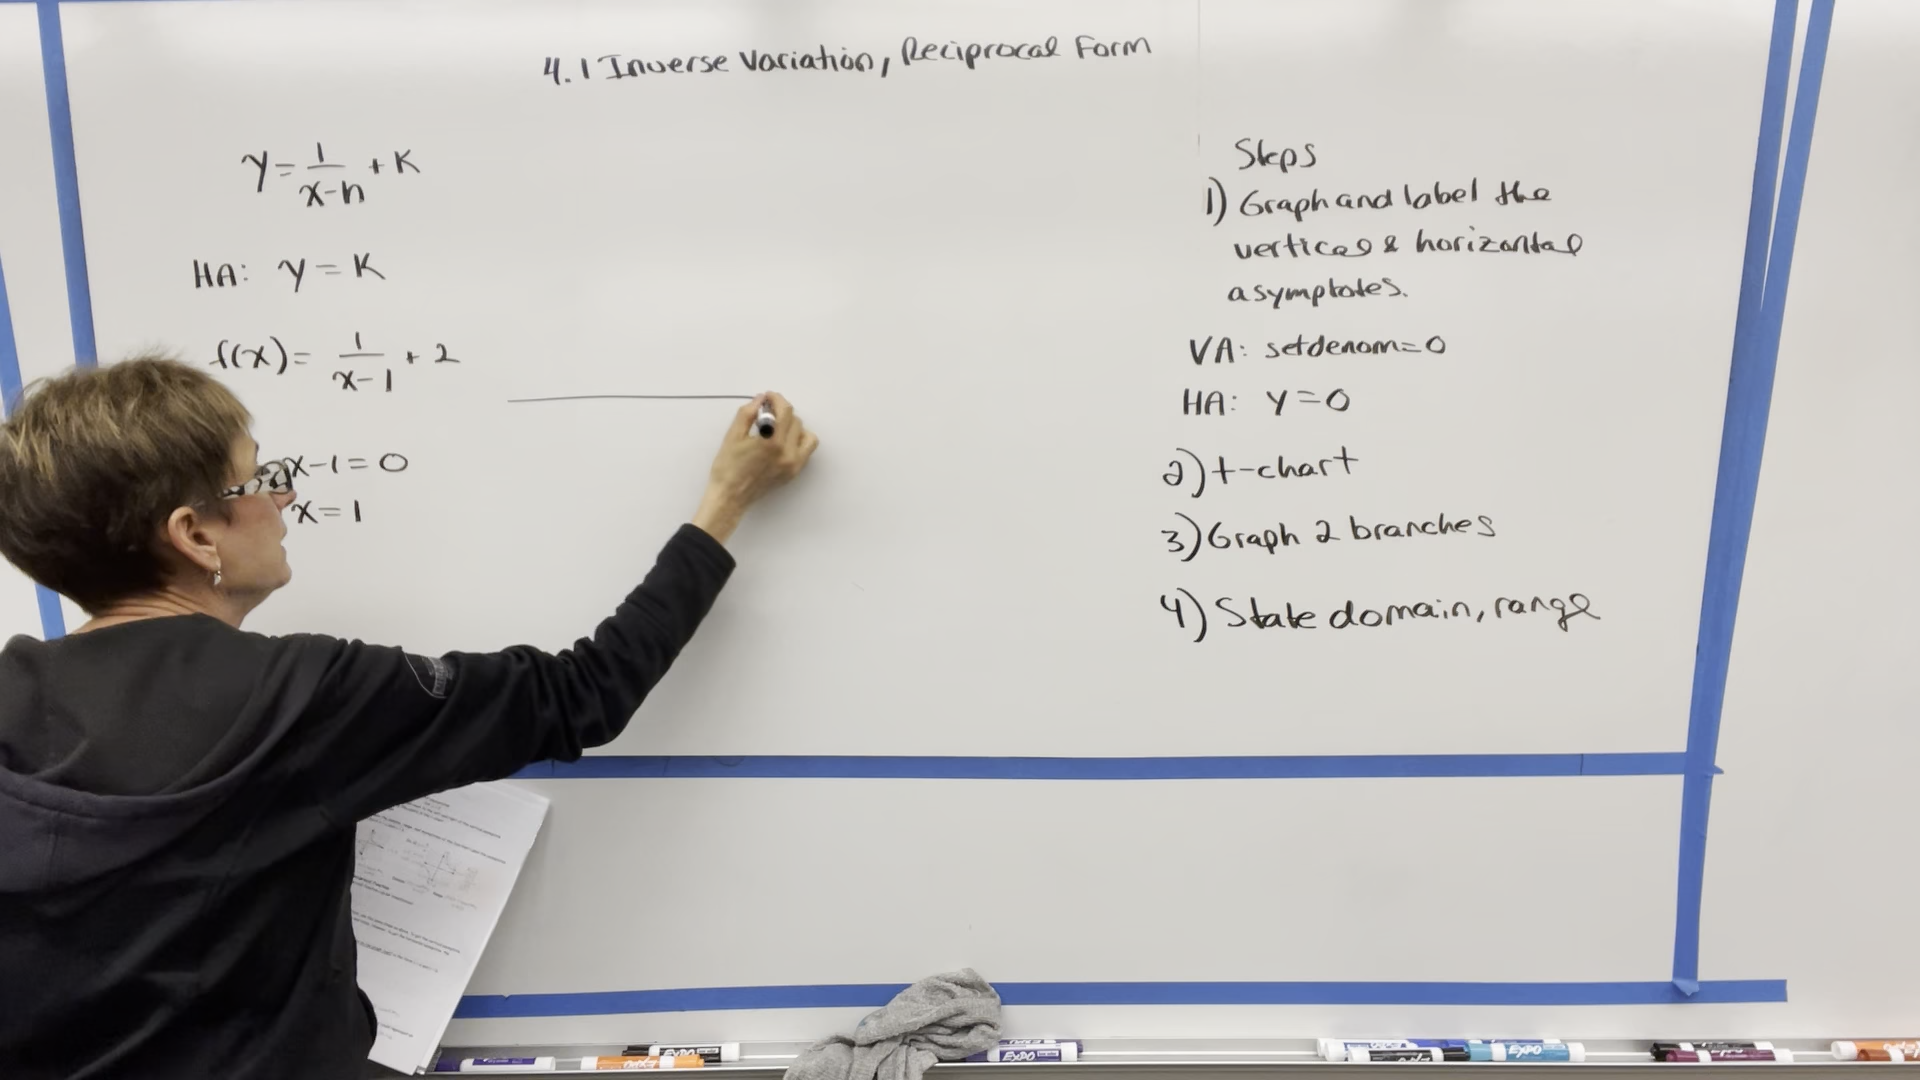 4.1 Inverse Variation, Reciprocal Form
y = 1/(x-h) + K
HA: y = K
f(x) = 1/(x-1) + 2
x-1=0
x=1
Steps
1) Graph and label the
vertical & horizontal
asymptotes.
VA: set denom=0
HA: y=0
2) t-chart
3) Graph 2 branches
4) State domain, range
EXPO
EXPO
EXPO